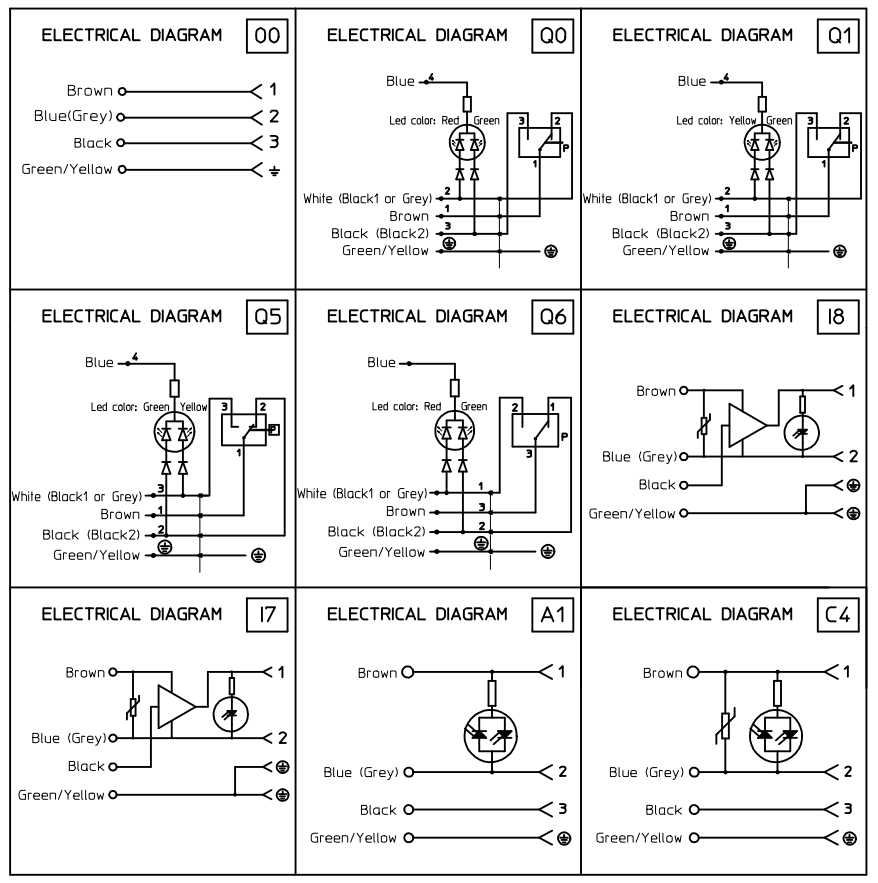 ELECTRICAL DIAGRAM 00
Brown 1
Blue(Grey) 2
Black 3
Green/Yellow
ELECTRICAL DIAGRAM Q0
Blue 4
Led color: Red Green
3 2
P
1
White (Black1 or Grey) 2
Brown 1
Black (Black2) 3
Green/Yellow
ELECTRICAL DIAGRAM Q1
Blue 4
Led color: Yellow Green
3 2
P
1
White (Black1 or Grey) 2
Brown 1
Black (Black2) 3
Green/Yellow
ELECTRICAL DIAGRAM Q5
Blue 4
Led color: Green Yellow
3 2
P
1
White (Black1 or Grey) 3
Brown 1
Black (Black2) 2
Green/Yellow
ELECTRICAL DIAGRAM Q6
Blue
Led color: Red Green
2 1
P
3
White (Black1 or Grey) 1
Brown 3
Black (Black2) 2
Green/Yellow
ELECTRICAL DIAGRAM I8
Brown 1
Blue (Grey) 2
Black
Green/Yellow
ELECTRICAL DIAGRAM I7
Brown 1
Blue (Grey) 2
Black
Green/Yellow
ELECTRICAL DIAGRAM A1
Brown 1
Blue (Grey) 2
Black 3
Green/Yellow
ELECTRICAL DIAGRAM C4
Brown 1
Blue (Grey) 2
Black 3
Green/Yellow